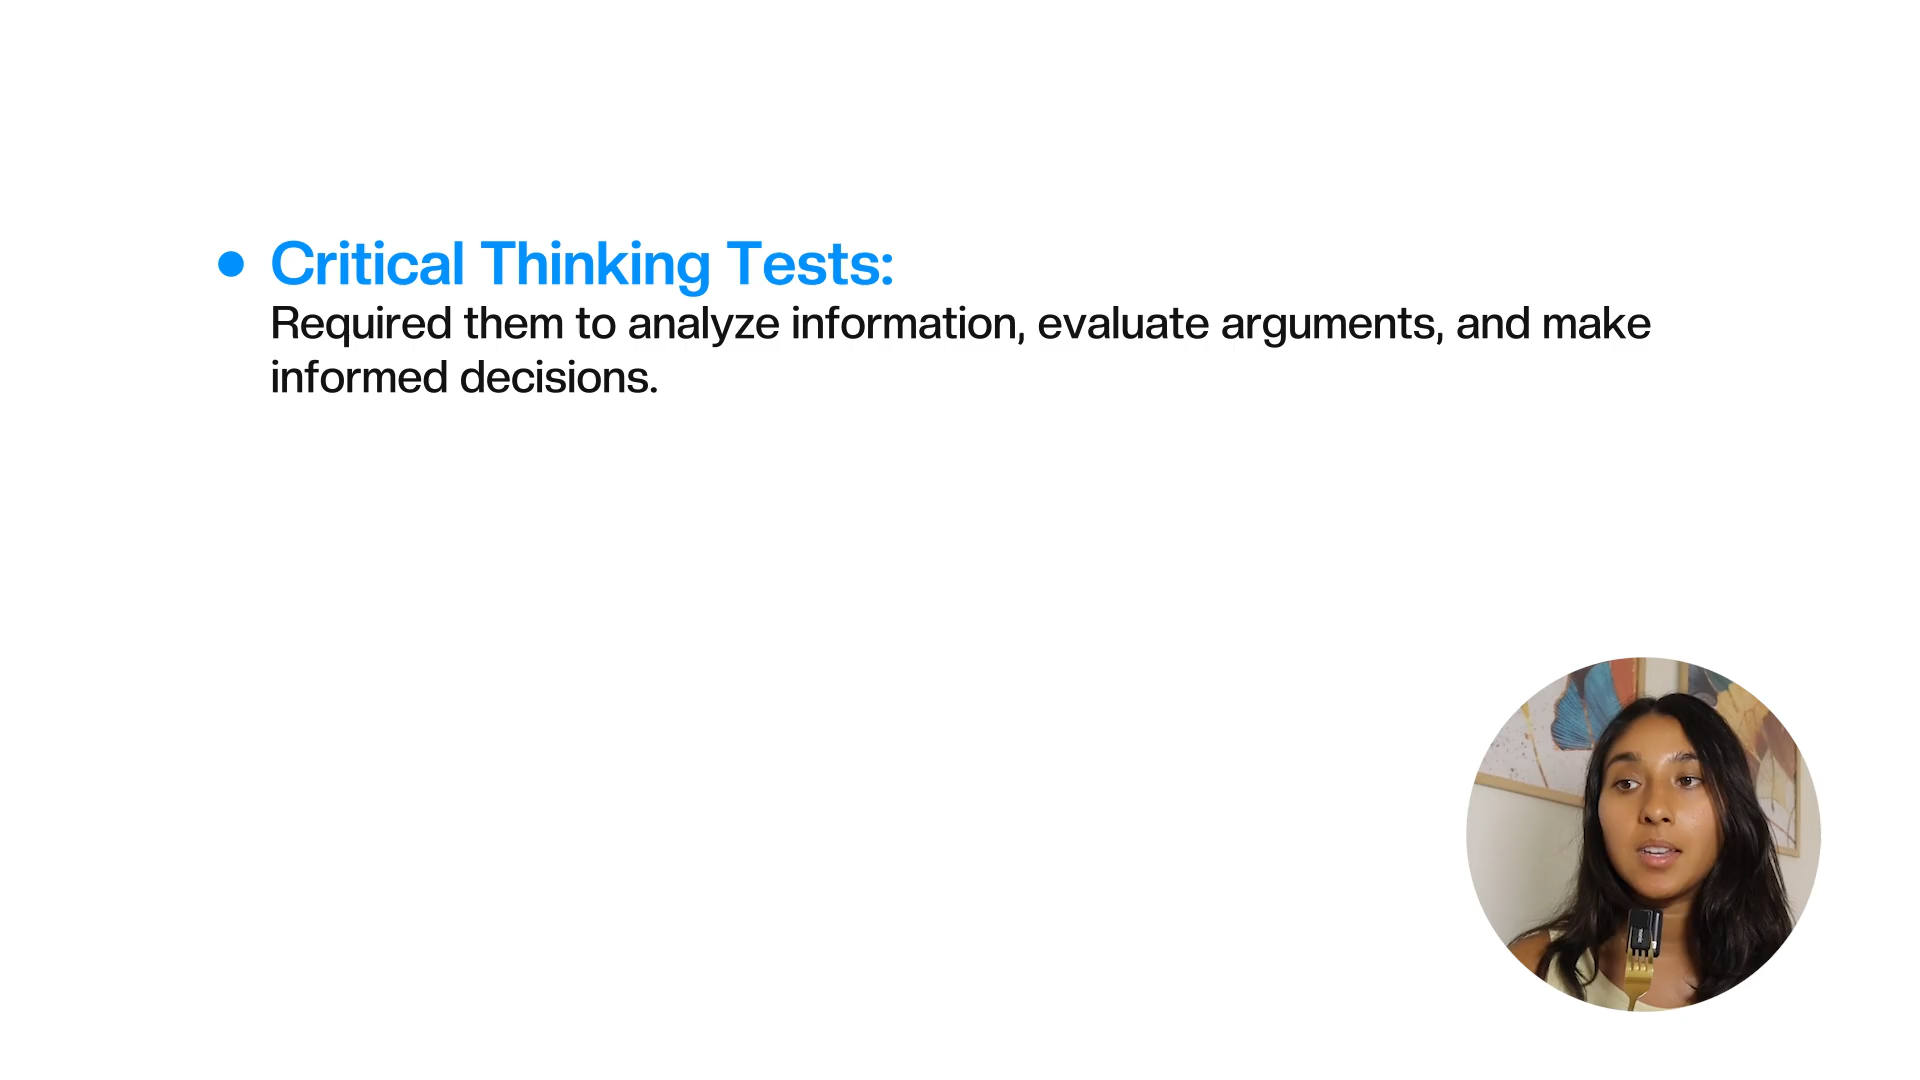 • Critical Thinking Tests:
Required them to analyze information, evaluate arguments, and make
informed decisions.